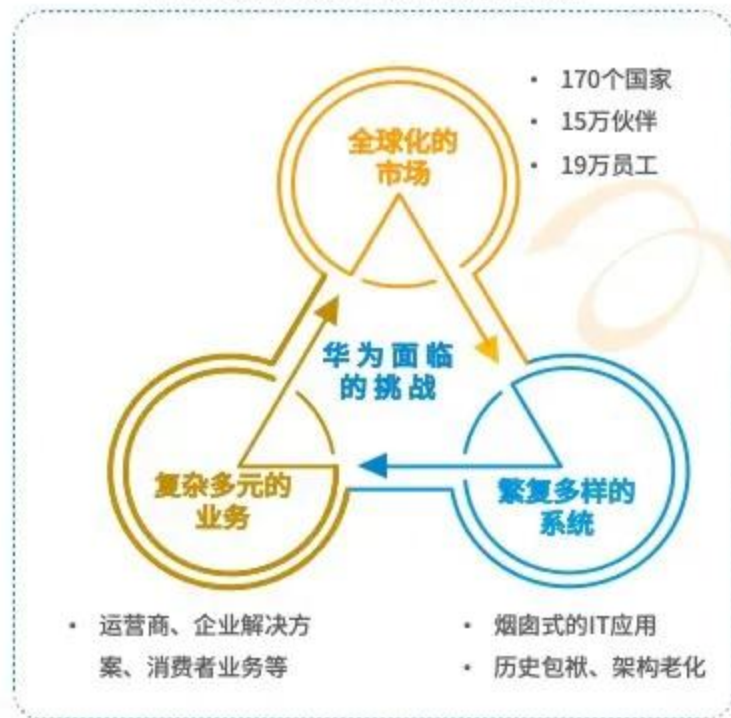 • 170个国家
• 15万伙伴
• 19万员工
全球化的
市场
华为面临
的挑战
复杂多元的
业务
繁复多样的
系统
• 运营商、企业解决方
案、消费者业务等
• 烟囱式的IT应用
• 历史包袱、架构老化